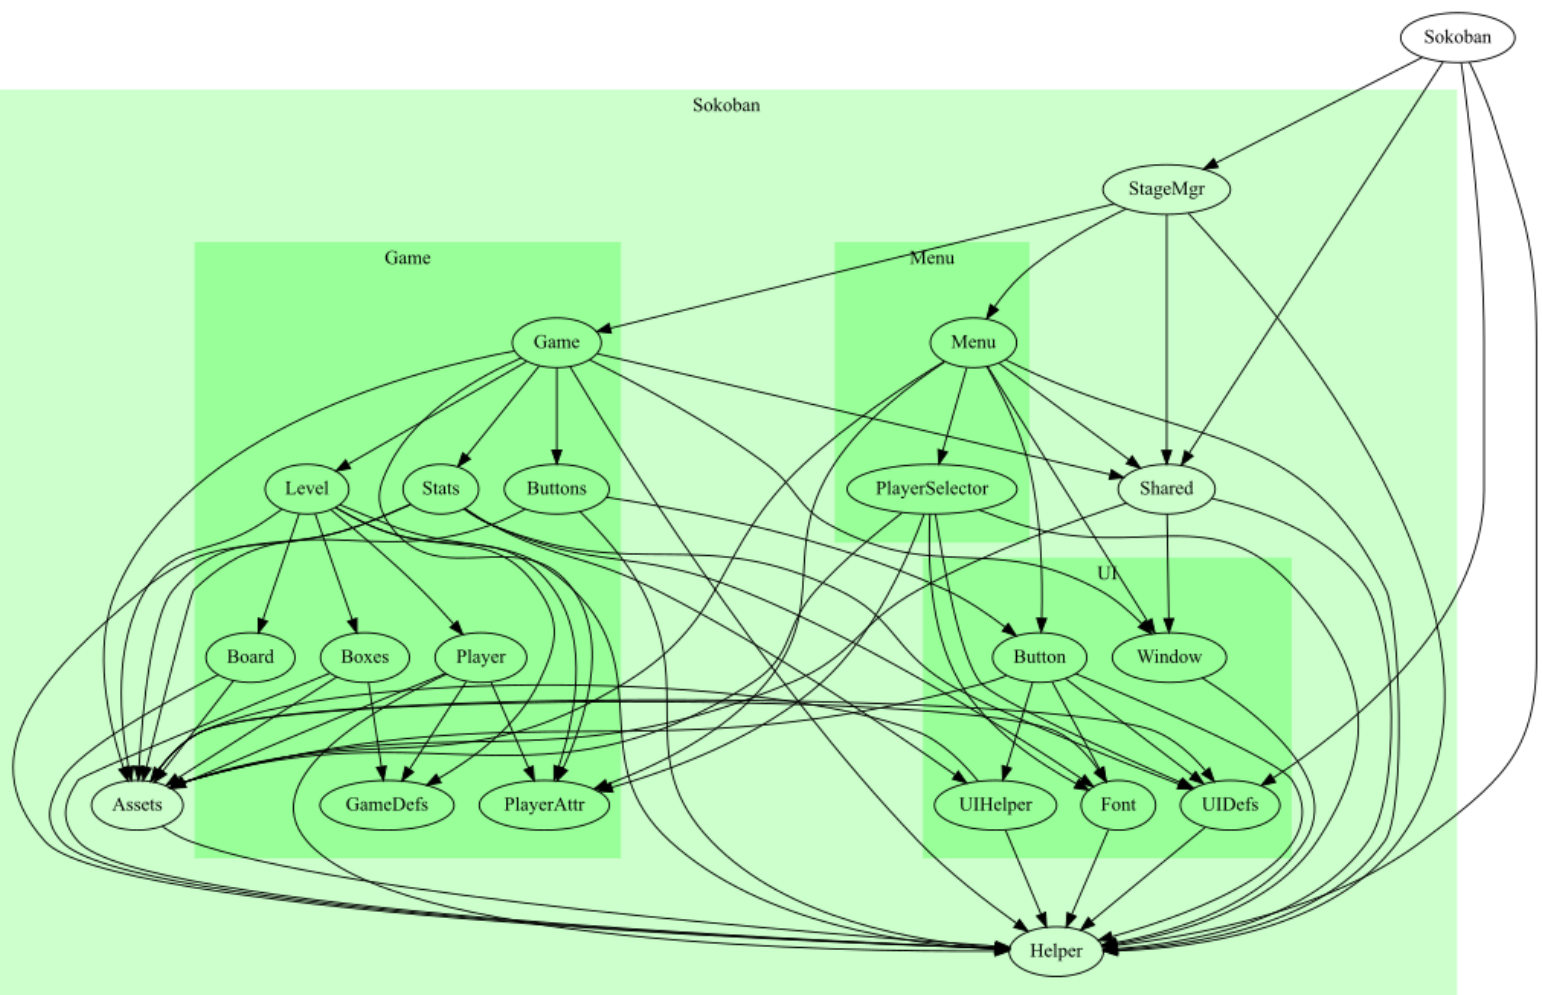 Sokoban
Sokoban
StageMgr
Game
Menu
Game
Menu
Level
Stats
Buttons
PlayerSelector
Shared
UI
Board
Boxes
Player
Button
Window
Assets
GameDefs
PlayerAttr
UIHelper
Font
UIDefs
Helper